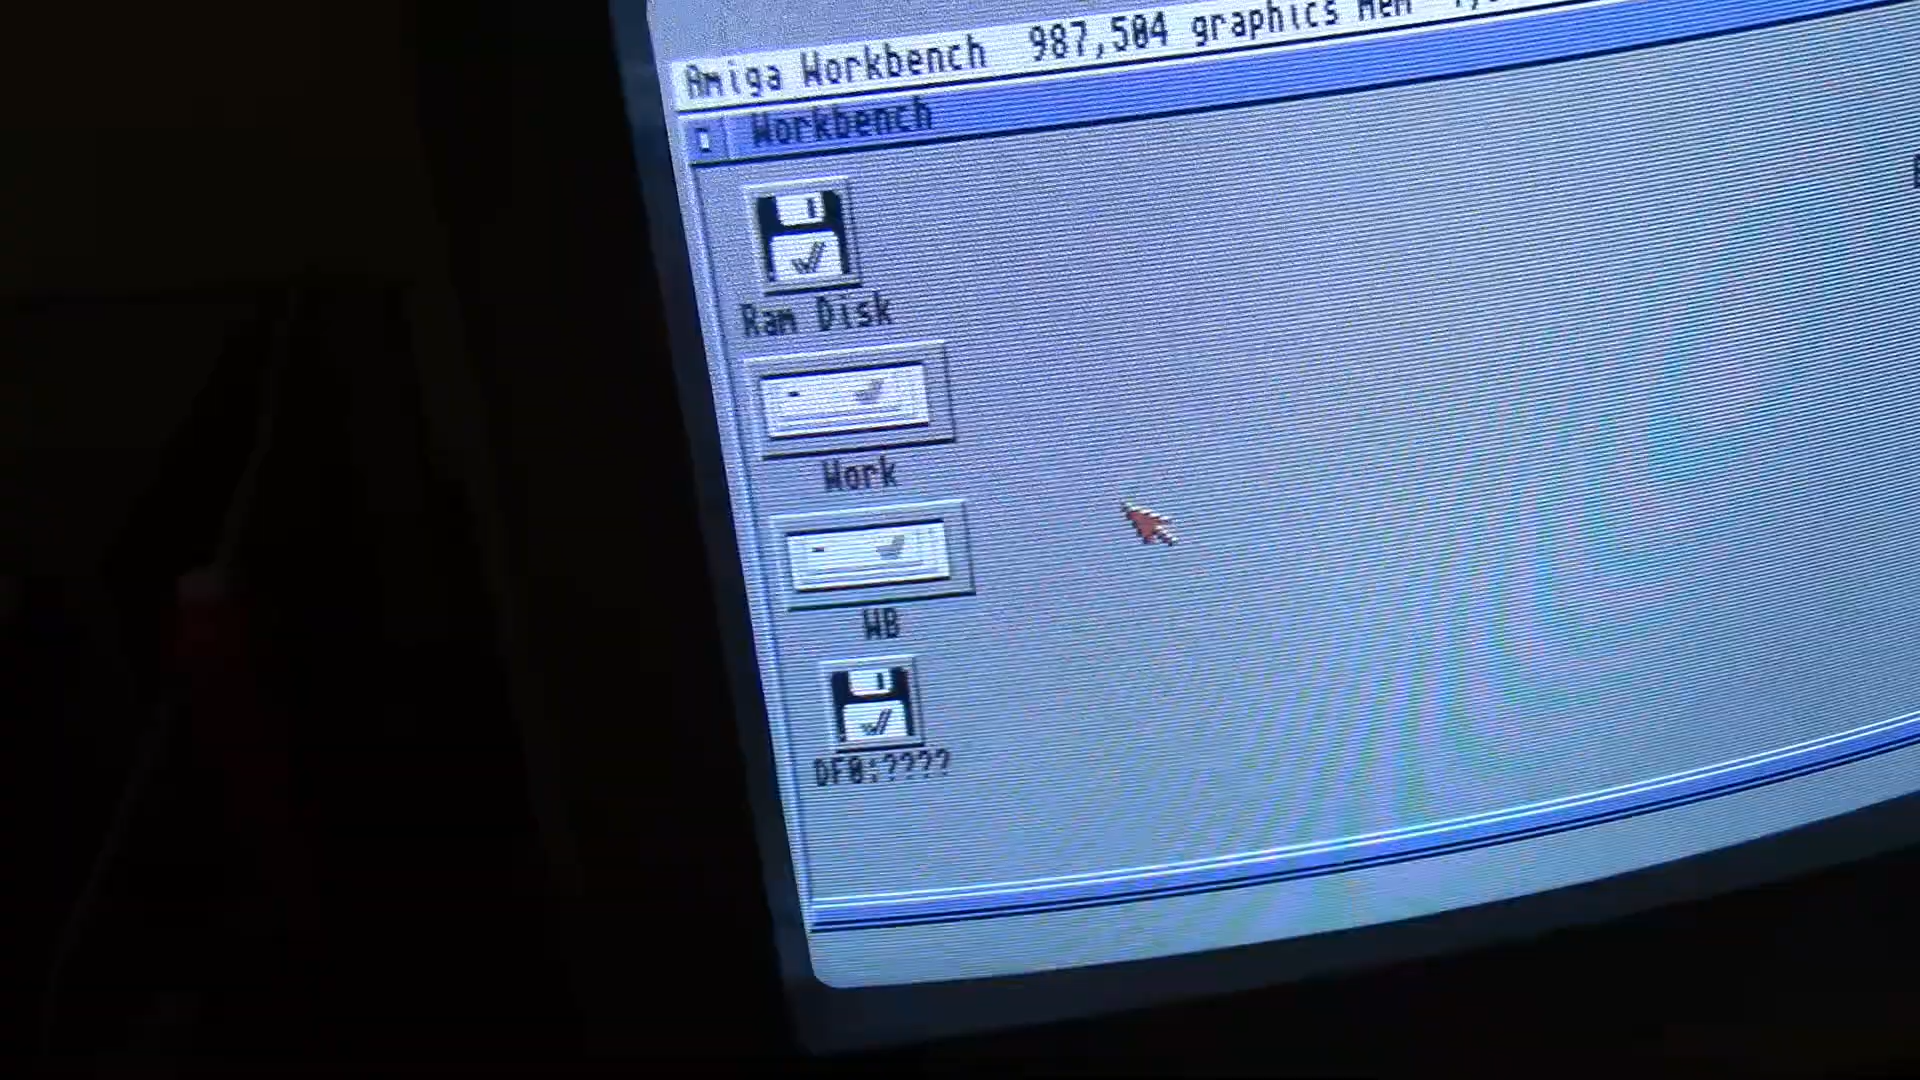 Amiga Workbench 987,504 graphics mem
Workbench
Ram Disk
Work
WB
DF0:????